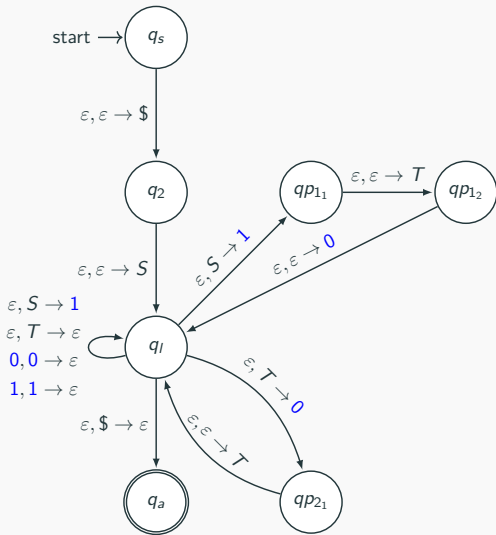 start
q_s
ε, ε → $
q_2
qp_{1_1}
ε, ε → T
qp_{1_2}
ε, ε → S
ε, S → 1
ε, ε → 0
ε, S → 1
ε, T → ε
0, 0 → ε
1, 1 → ε
q_l
ε, T → 0
ε, $ → ε
ε, ε → T
q_a
qp_{2_1}